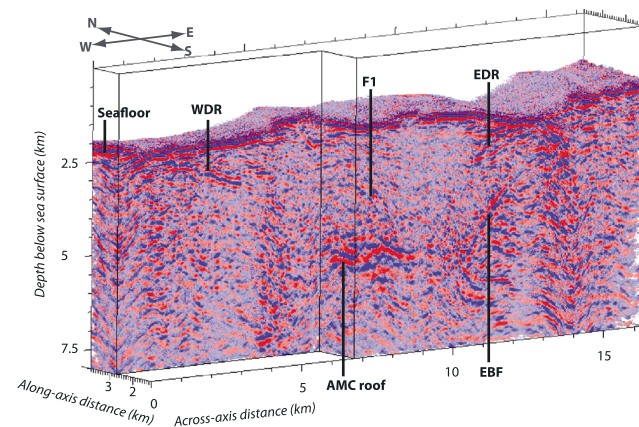 N
E
W
S
Seafloor
WDR
F1
EDR
2.5
5
7.5
Depth below sea surface (km)
AMC roof
EBF
3
2
0
5
10
15
Along-axis distance (km)
Across-axis distance (km)